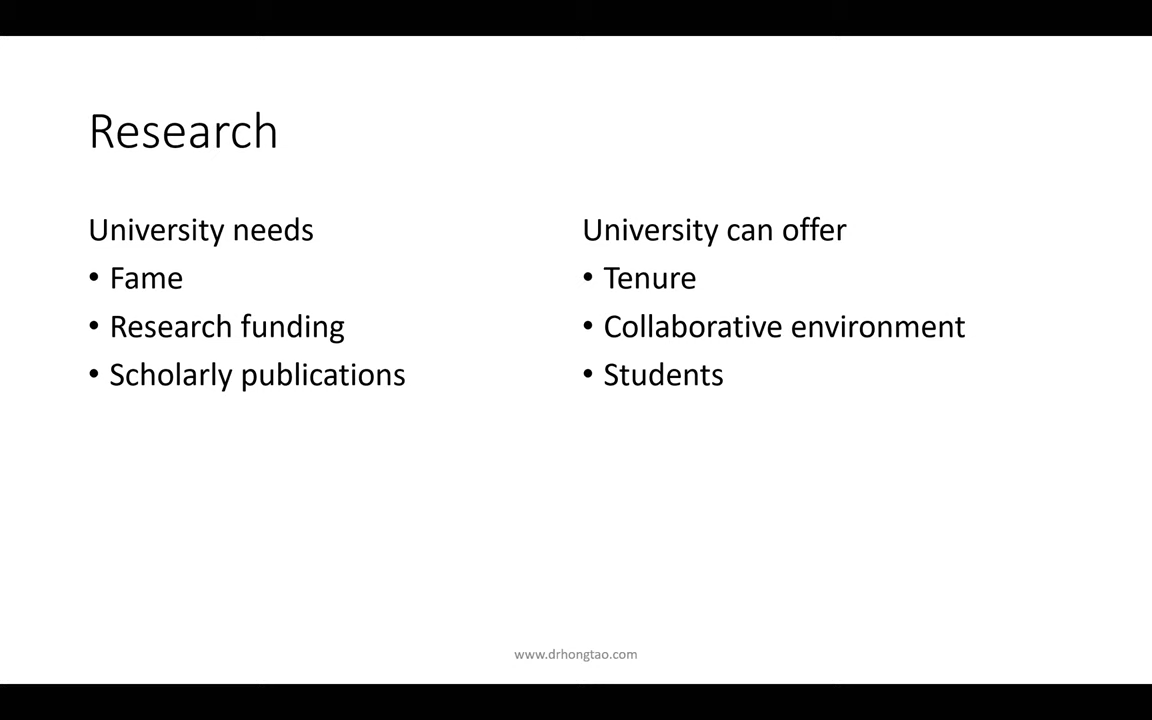 Research
University needs
• Fame
• Research funding
• Scholarly publications
University can offer
• Tenure
• Collaborative environment
• Students
www.drhongtao.com